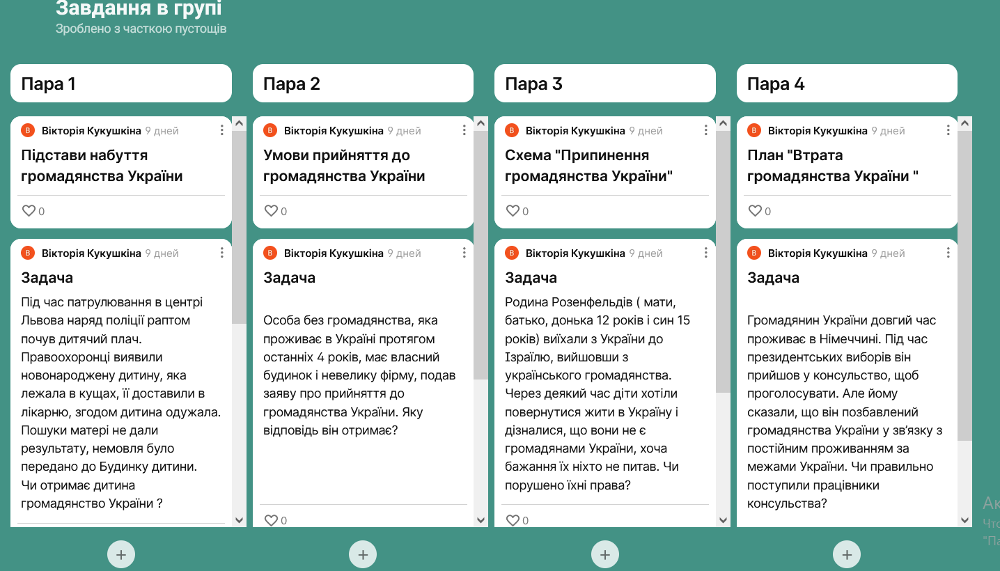 Завдання в групі
Зроблено з часткою пустощів
Пара 1
В Вікторія Кукушкіна 9 дней
Підстави набуття
громадянства України
0
В Вікторія Кукушкіна 9 дней
Задача
Під час патрулювання в центрі
Львова наряд поліції раптом
почув дитячий плач.
Правоохоронці виявили
новонароджену дитину, яка
лежала в кущах, її доставили в
лікарню, згодом дитина одужала.
Пошуки матері не дали
результату, немовля було
передано до Будинку дитини.
Чи отримає дитина
громадянство України ?
Пара 2
В Вікторія Кукушкіна 9 дней
Умови прийняття до
громадянства України
0
В Вікторія Кукушкіна 9 дней
Задача
Особа без громадянства, яка
проживає в Україні протягом
останніх 4 років, має власний
будинок і невелику фірму, подав
заяву про прийняття до
громадянства України. Яку
відповідь він отримає?
0
Пара 3
В Вікторія Кукушкіна 9 дней
Схема "Припинення
громадянства України"
0
В Вікторія Кукушкіна 9 дней
Задача
Родина Розенфельдів ( мати,
батько, донька 12 років і син 15
років) виїхали з України до
Ізраїлю, вийшовши з
українського громадянства.
Через деякий час діти хотіли
повернутися жити в Україну і
дізналися, що вони не є
громадянами України, хоча
бажання їх ніхто не питав. Чи
порушено їхні права?
0
Пара 4
В Вікторія Кукушкіна 9 дней
План "Втрата
громадянства України "
0
В Вікторія Кукушкіна 9 дней
Задача
Громадянин України довгий час
проживає в Німеччині. Під час
президентських виборів він
прийшов у консульство, щоб
проголосувати. Але йому
сказали, що він позбавлений
громадянства України у зв’язку з
постійним проживанням за
межами України. Чи правильно
поступили працівники
консульства?